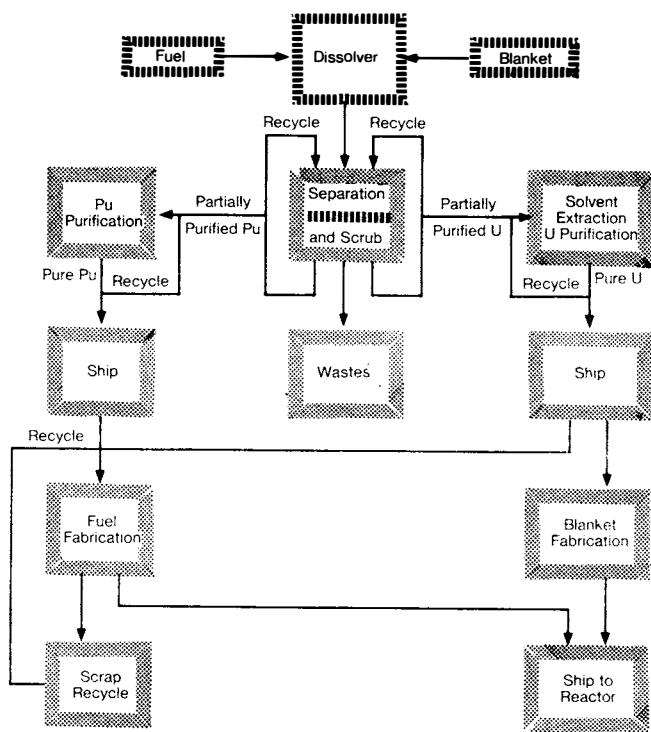 Fuel
Dissolver
Blanket
Recycle
Recycle
Pu
Purification
Partially
Purified Pu
Separation
and Scrub
Partially
Purified U
Solvent
Extraction
U Purification
Pure Pu
Recycle
Recycle
Pure U
Ship
Wastes
Ship
Recycle
Fuel
Fabrication
Blanket
Fabrication
Scrap
Recycle
Ship to
Reactor